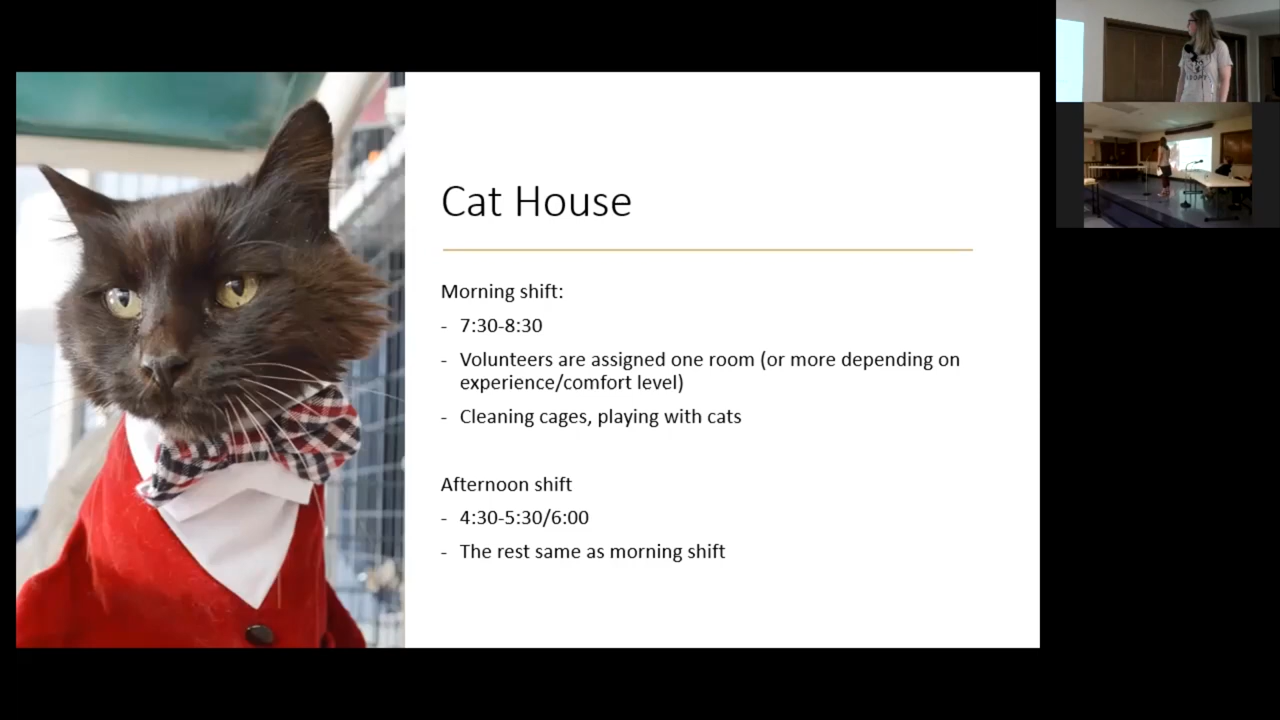 Cat House
Morning shift:
- 7:30-8:30
- Volunteers are assigned one room (or more depending on
experience/comfort level)
- Cleaning cages, playing with cats
Afternoon shift
- 4:30-5:30/6:00
- The rest same as morning shift